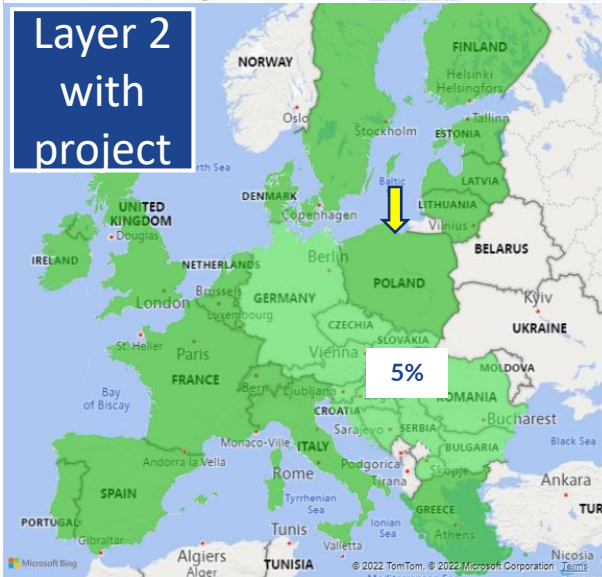 Layer 2
with
project
NORWAY
FINLAND
Helsinki
Helsingfors
Oslo
Stockholm
Tallinn
ESTONIA
rth Sea
Baltic
LATVIA
DENMARK
Copenhagen
LITHUANIA
Vilnius
UNITED
KINGDOM
Douglas
IRELAND
NETHERLANDS
Berlin
BELARUS
POLAND
London
Brussels
GERMANY
Luxembourg
Kyiv
CZECHIA
UKRAINE
SLOVAKIA
St. Helier
Paris
Vienna
5%
MOLDOVA
FRANCE
Bern
Ljubljana
ROMANIA
Bay
of Biscay
CROATIA
Bucharest
Sarajevo
SERBIA
Monaco-Ville
ITALY
BULGARIA
Black Sea
Andorra la Vella
Podgorica
Skopje
Rome
Tirana
Ankara
SPAIN
Tyrrhenian
Sea
TUR
PORTUGAL
GREECE
Ionian
Sea
Athens
Gibraltar
Tunis
Valletta
Algiers
Alger
TUNISIA
Nicosia
Microsoft Bing
© 2022 TomTom, © 2022 Microsoft Corporation Terms